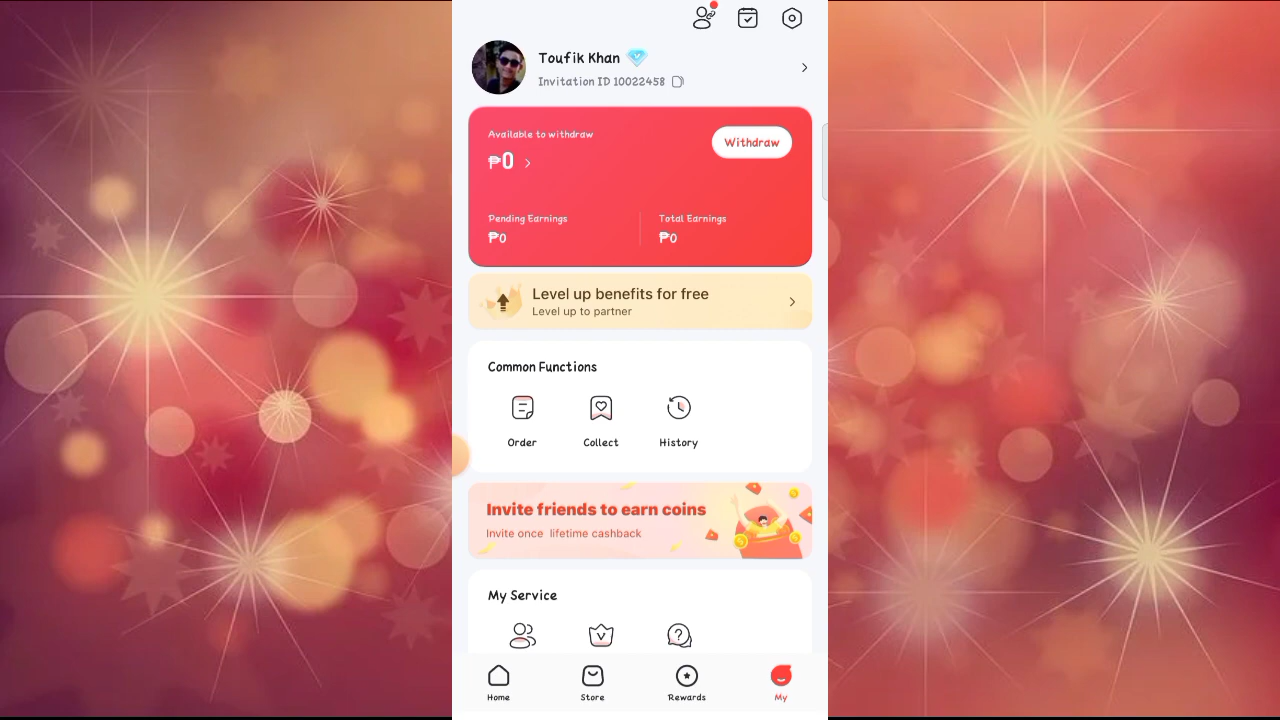 Toufik Khan
Invitation ID 10022458
Available to withdraw
₱0
Withdraw
Pending Earnings
Total Earnings
₱0
₱0
Level up benefits for free
Level up to partner
Common Functions
Order
Collect
History
Invite friends to earn coins
Invite once lifetime cashback
My Service
Home
Store
Rewards
My